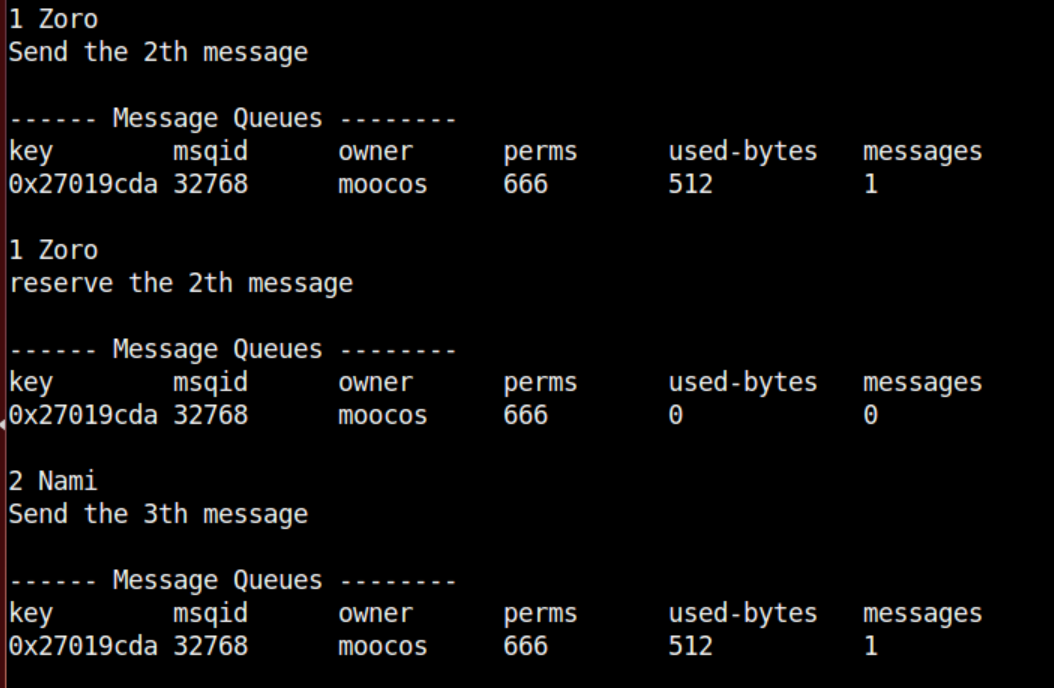 1 Zoro
Send the 2th message
------ Message Queues --------
key msqid owner perms used-bytes messages
0x27019cda 32768 moocos 666 512 1
1 Zoro
reserve the 2th message
------ Message Queues --------
key msqid owner perms used-bytes messages
0x27019cda 32768 moocos 666 0 0
2 Nami
Send the 3th message
------ Message Queues --------
key msqid owner perms used-bytes messages
0x27019cda 32768 moocos 666 512 1